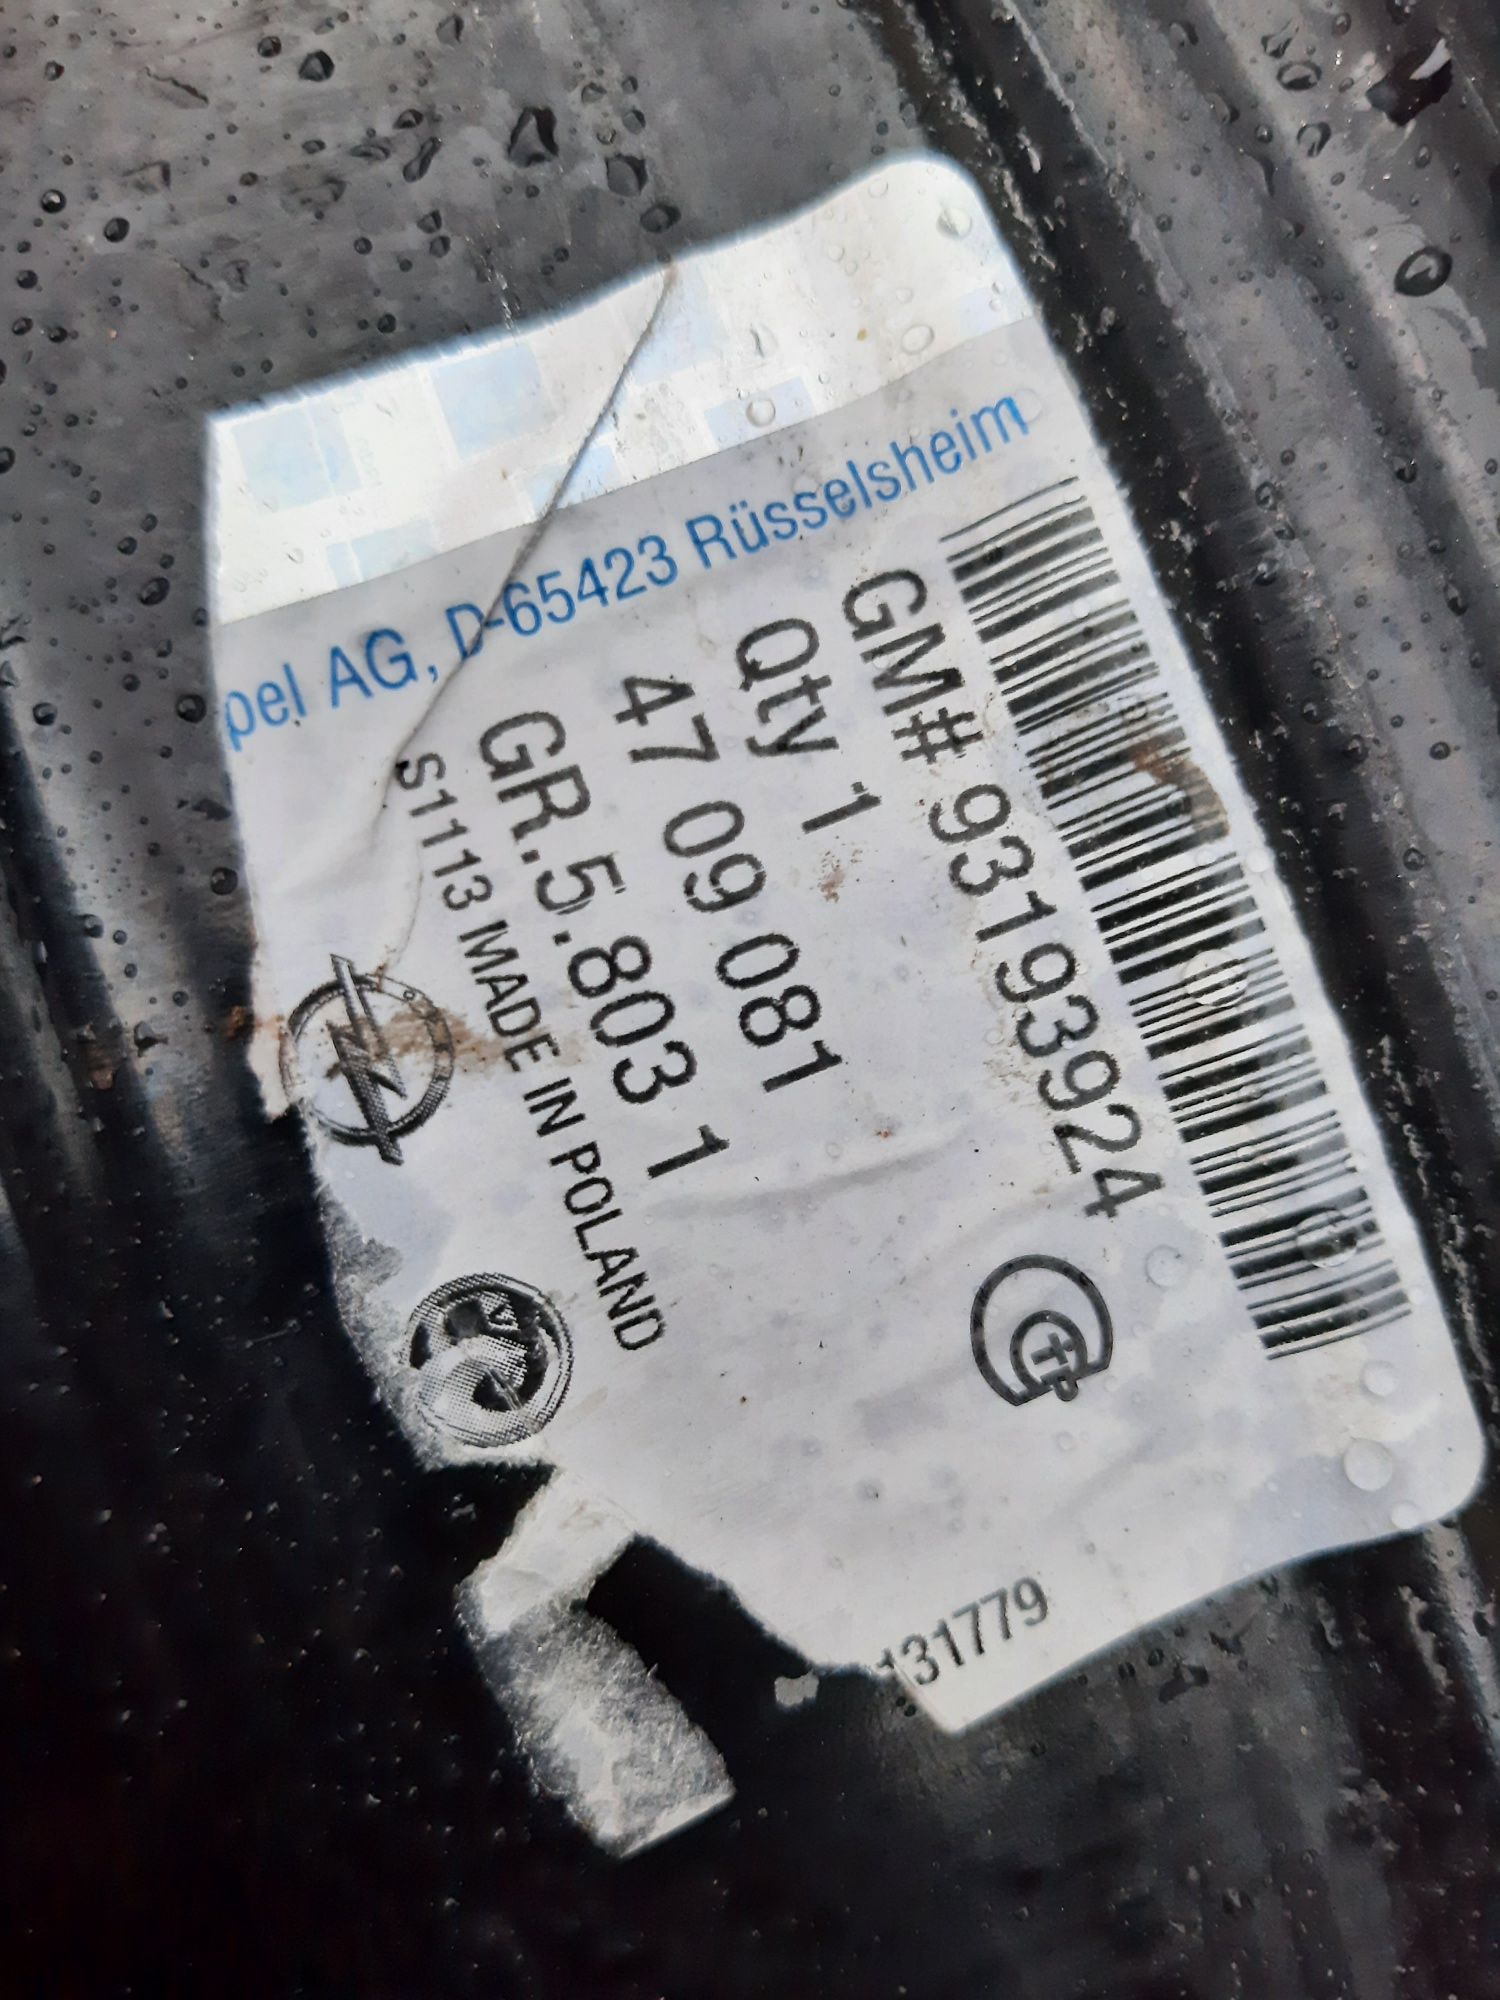 pel AG, D-65423 Rüsselsheim
GM# 93193924
Qty 1
47 09 081
GR.5.803 1
S1113 MADE IN POLAND
131779